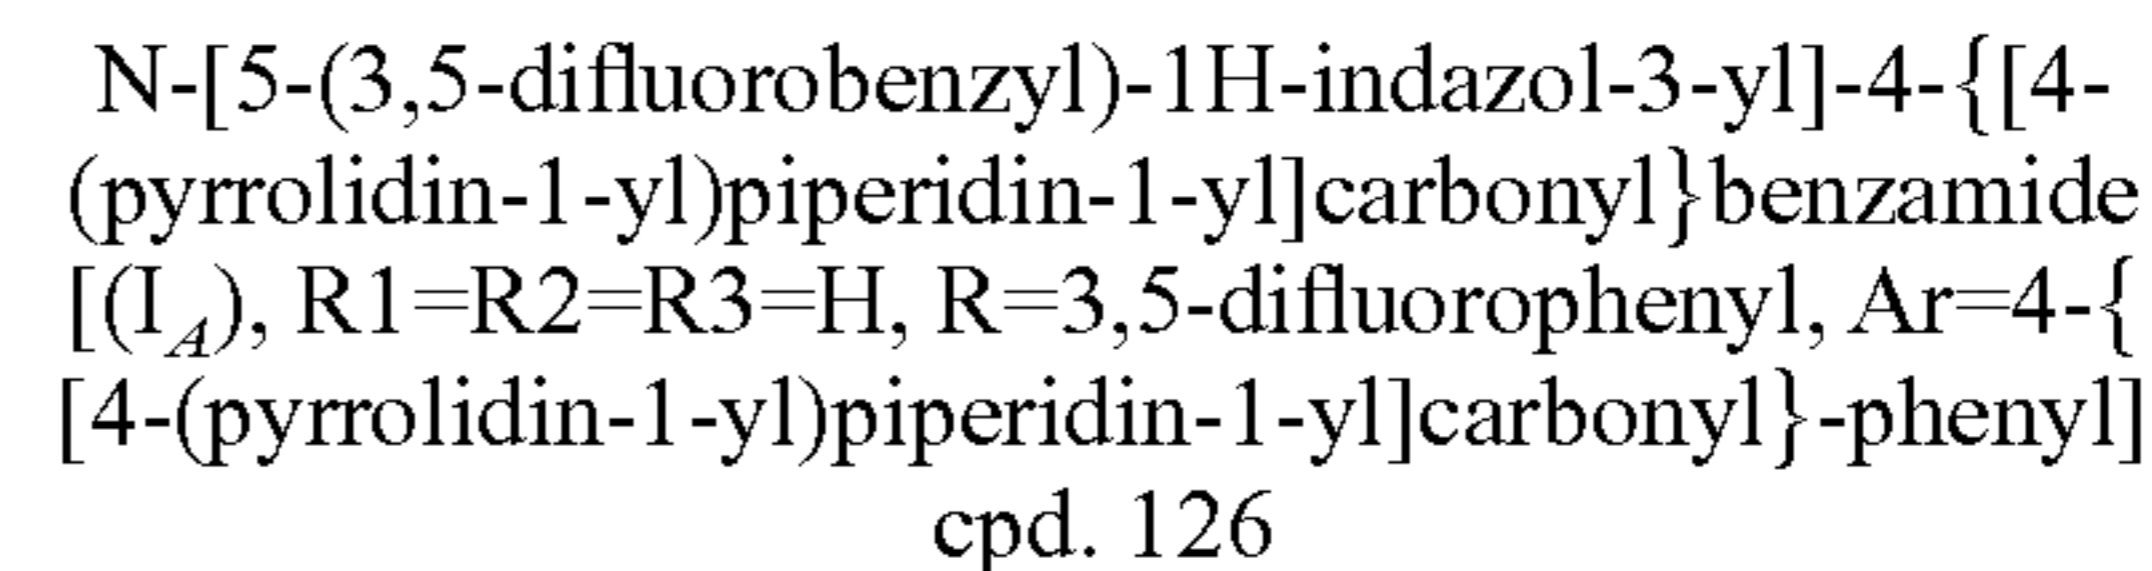 N-[5-(3,5-difluorobenzyl)-1H-indazol-3-yl]-4-{[4-
(pyrrolidin-1-yl)piperidin-1-yl]carbonyl}benzamide
[(I_A), R1=R2=R3=H, R=3,5-difluorophenyl, Ar=4-{
[4-(pyrrolidin-1-yl)piperidin-1-yl]carbonyl}-phenyl]
cpd. 126